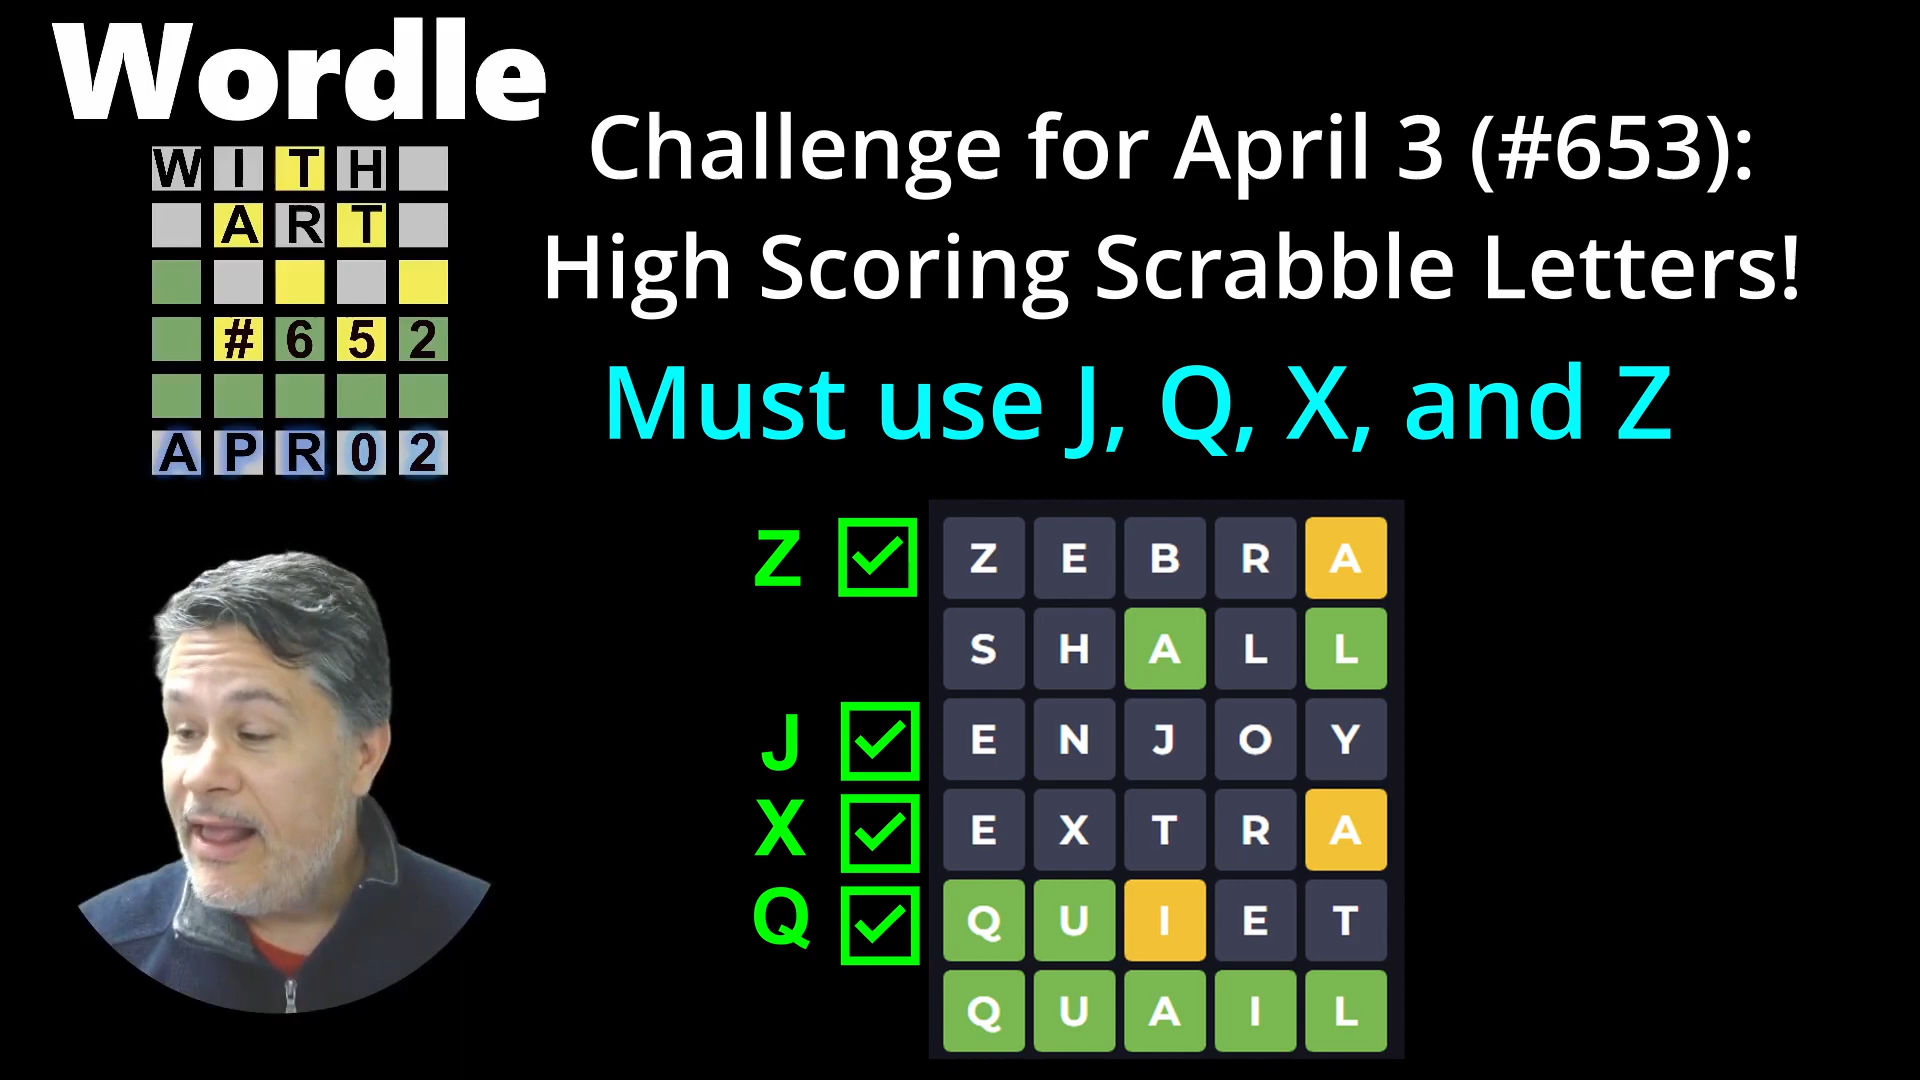 Wordle
WITH
ART
#652
APR02
Challenge for April 3 (#653):
High Scoring Scrabble Letters!
Must use J, Q, X, and Z
Z ZEBRA
SHALL
J ENJOY
X EXTRA
Q QUIET
QUAIL